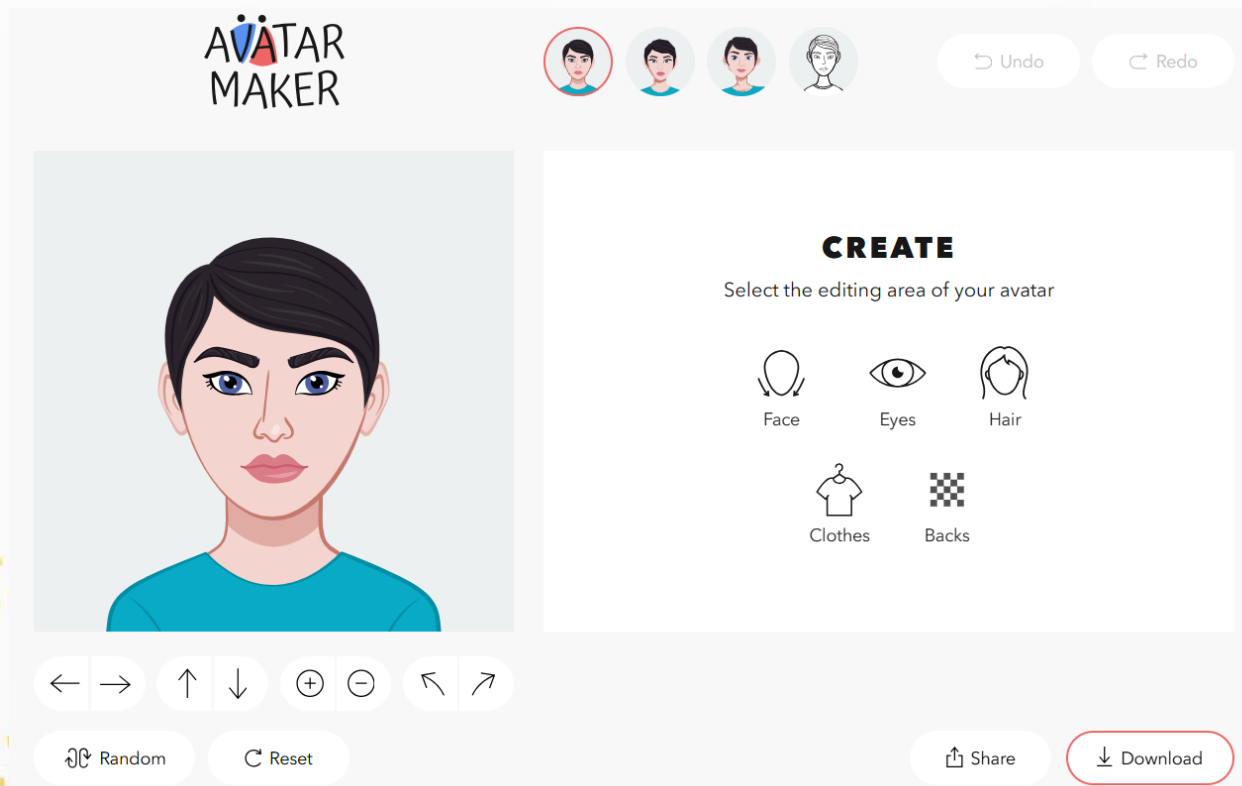 AVATAR
MAKER
Undo
Redo
CREATE
Select the editing area of your avatar
Face
Eyes
Hair
Clothes
Backs
Random
Reset
Share
Download